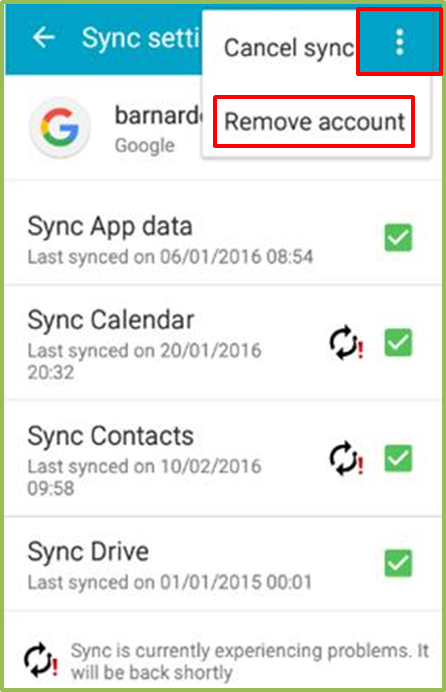 Sync setti
Cancel sync
Remove account
barnard
Google
Sync App data
Last synced on 06/01/2016 08:54
Sync Calendar
Last synced on 20/01/2016
20:32
Sync Contacts
Last synced on 10/02/2016
09:58
Sync Drive
Last synced on 01/01/2015 00:01
Sync is currently experiencing problems. It
will be back shortly